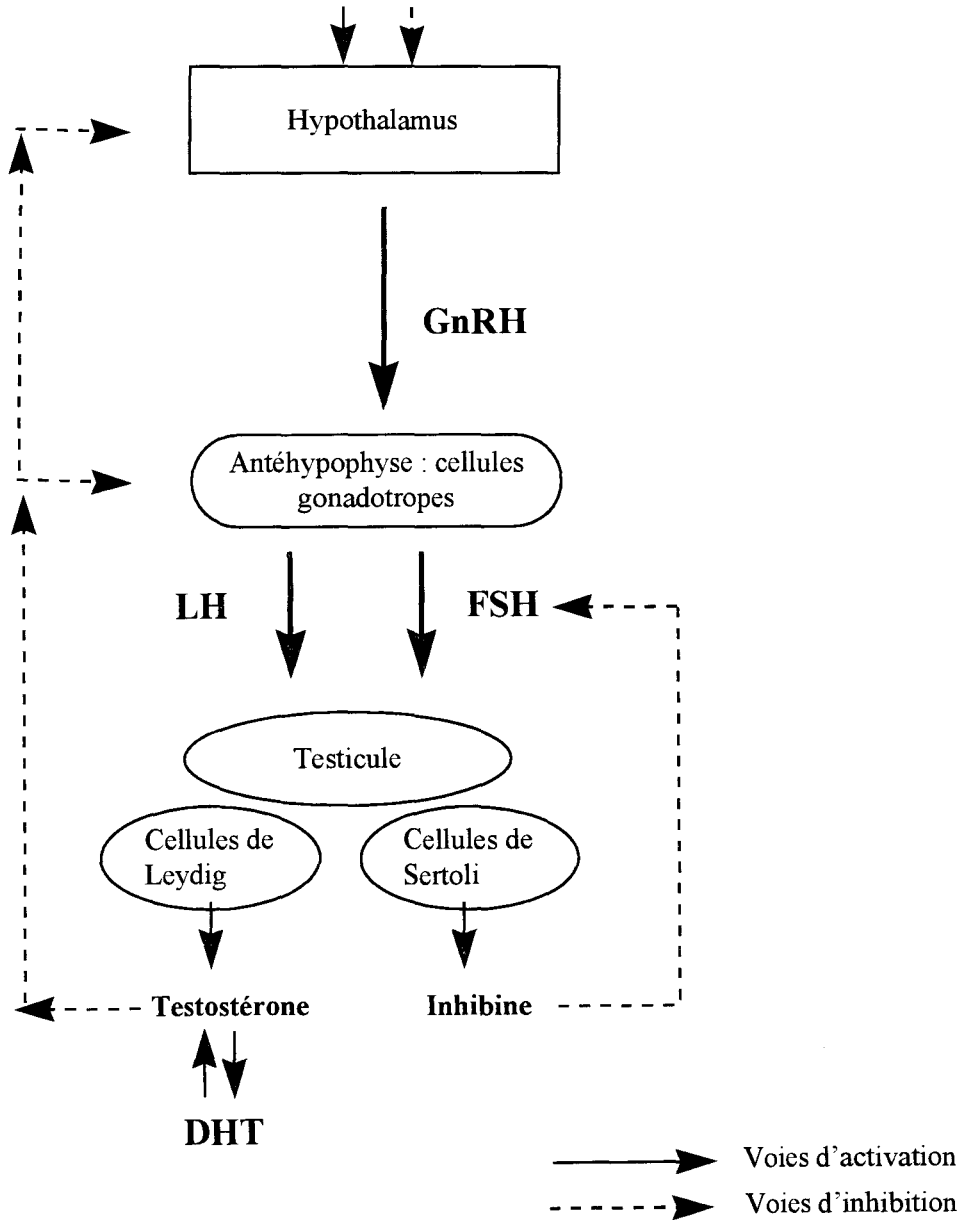 Hypothalamus
GnRH
Antéhypophyse : cellules
gonadotropes
LH
FSH
Testicule
Cellules de
Leydig
Cellules de
Sertoli
Testostérone
Inhibine
DHT
Voies d'activation
Voies d'inhibition